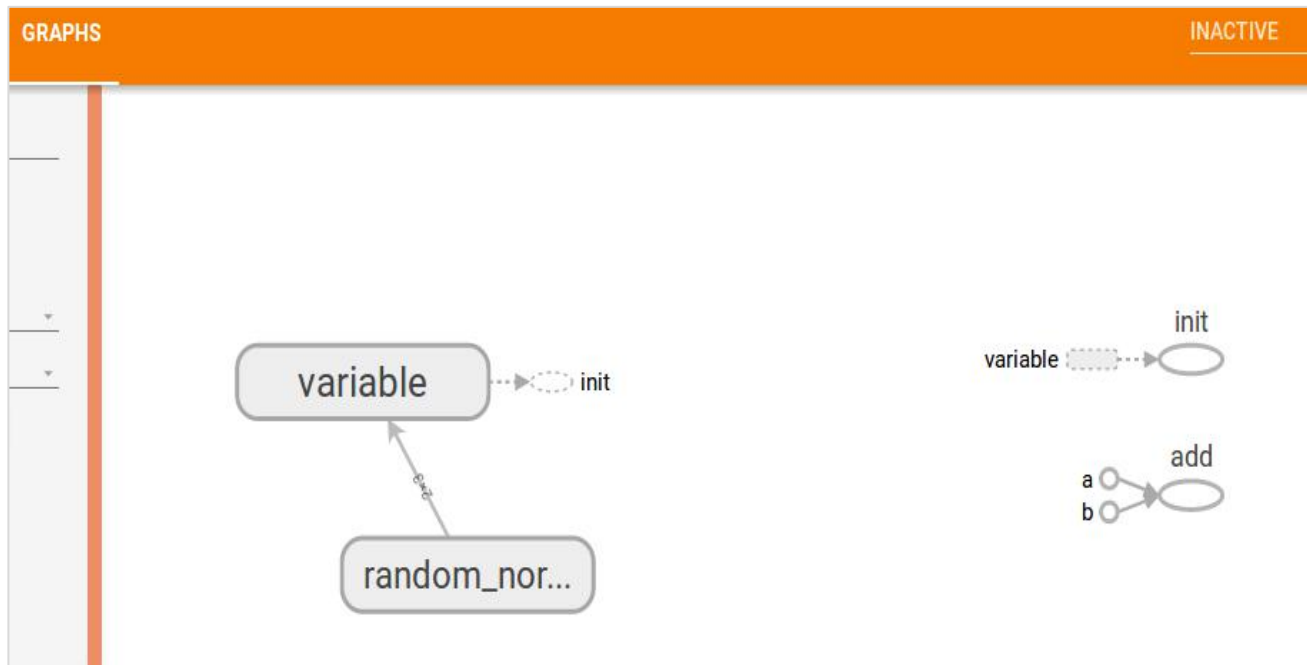 GRAPHS
INACTIVE
init
variable
variable
init
add
a
b
random_nor...